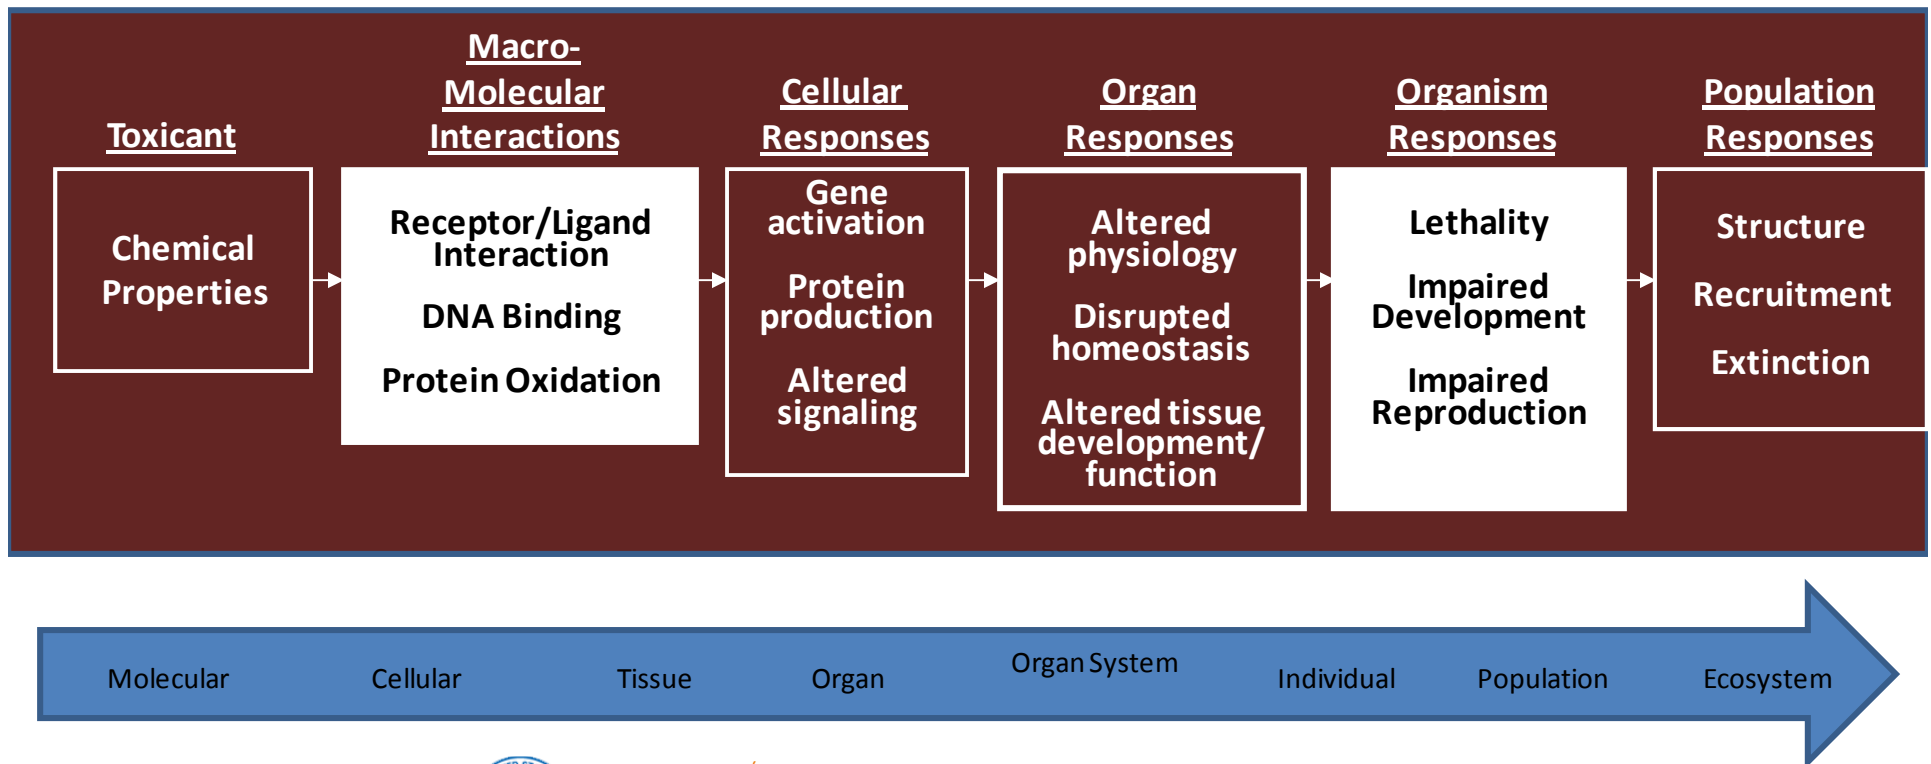 Toxicant
Chemical
Properties
Macro-
Molecular
Interactions
Receptor/Ligand
Interaction
DNA Binding
Protein Oxidation
Cellular
Responses
Gene
activation
Protein
production
Altered
signaling
Organ
Responses
Altered
physiology
Disrupted
homeostasis
Altered tissue
development/
function
Organism
Responses
Lethality
Impaired
Development
Impaired
Reproduction
Population
Responses
Structure
Recruitment
Extinction
Molecular
Cellular
Tissue
Organ
Organ System
Individual
Population
Ecosystem